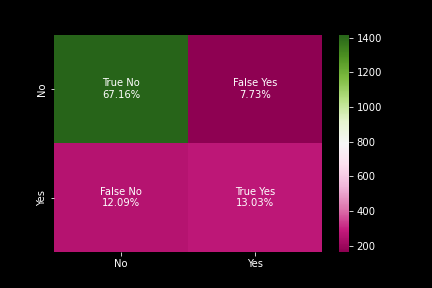 True No
67.16%
False Yes
7.73%
False No
12.09%
True Yes
13.03%
No
Yes
No
Yes
1400
1200
1000
800
600
400
200